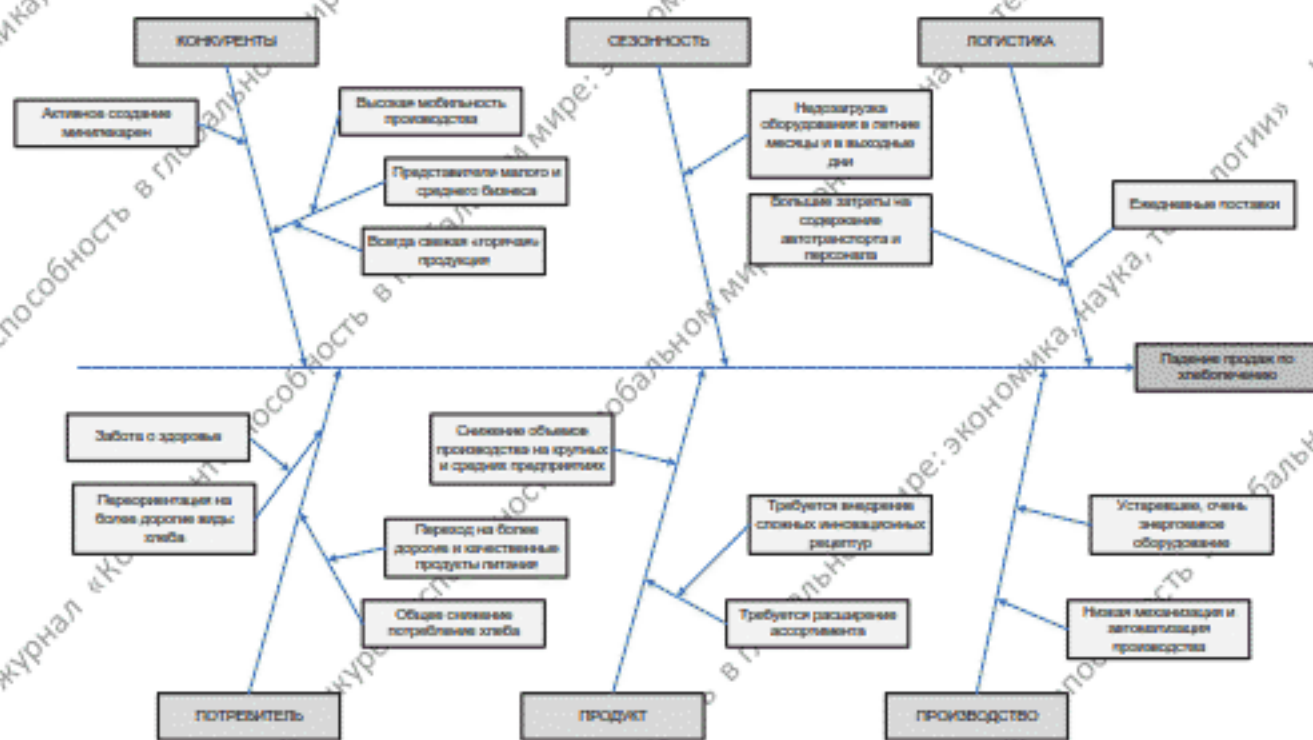 КОНКУРЕНТЫ
СЕЗОННОСТЬ
ЛОГИСТИКА
Активное создание
минипекарен
Высокая мобильность
производства
Представители малого и
среднего бизнеса
Всегда свежая «горячая»
продукция
Недозагрузка
оборудования в летние
месяцы и в выходные
дни
Большие затраты на
содержание
автотранспорта и
персонала
Ежедневные поставки
Падение продаж по
хлебопечению
Забота о здоровье
Переориентация на
более дорогие виды
хлеба
Переход на более
дорогие и качественные
продукты питания
Общее снижение
потребления хлеба
Снижение объемов
производства на крупных
и средних предприятиях
Требуется внедрение
сложных инновационных
рецептур
Требуется расширение
ассортимента
Устаревшее, очень
энергоемкое
оборудование
Низкая механизация и
автоматизация
производства
ПОТРЕБИТЕЛЬ
ПРОДУКТ
ПРОИЗВОДСТВО